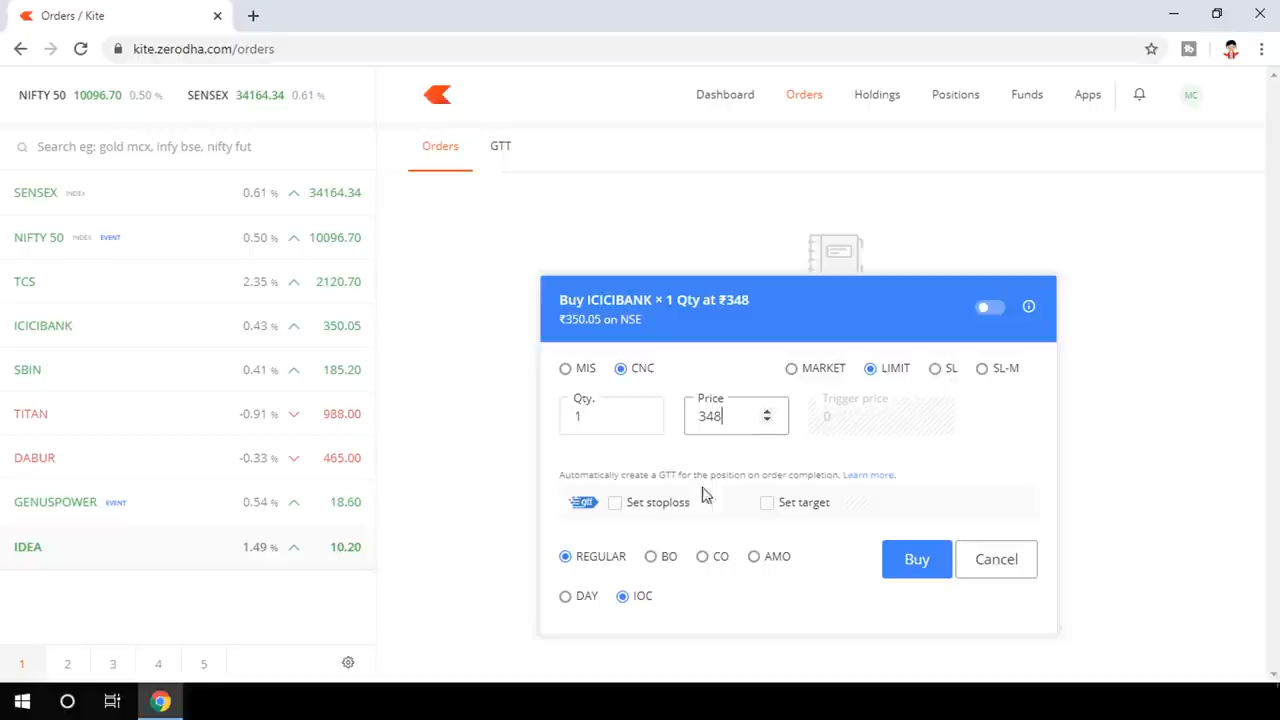 Orders / Kite
kite.zerodha.com/orders
NIFTY 50 10096.70 0.50 % SENSEX 34164.34 0.61 %
Dashboard Orders Holdings Positions Funds Apps MC
Search eg: gold mcx, infy bse, nifty fut
Orders GTT
SENSEX INDEX 0.61 % 34164.34
NIFTY 50 INDEX EVENT 0.50 % 10096.70
TCS 2.35 % 2120.70
ICICIBANK 0.43 % 350.05
SBIN 0.41 % 185.20
TITAN -0.91 % 988.00
DABUR -0.33 % 465.00
GENUSPOWER EVENT 0.54 % 18.60
IDEA 1.49 % 10.20
1 2 3 4 5
Buy ICICIBANK × 1 Qty at ₹348
₹350.05 on NSE
MIS CNC MARKET LIMIT SL SL-M
Qty. Price Trigger price
1 348 0
Automatically create a GTT for the position on order completion. Learn more.
gtt Set stoploss Set target
REGULAR BO CO AMO Buy Cancel
DAY IOC